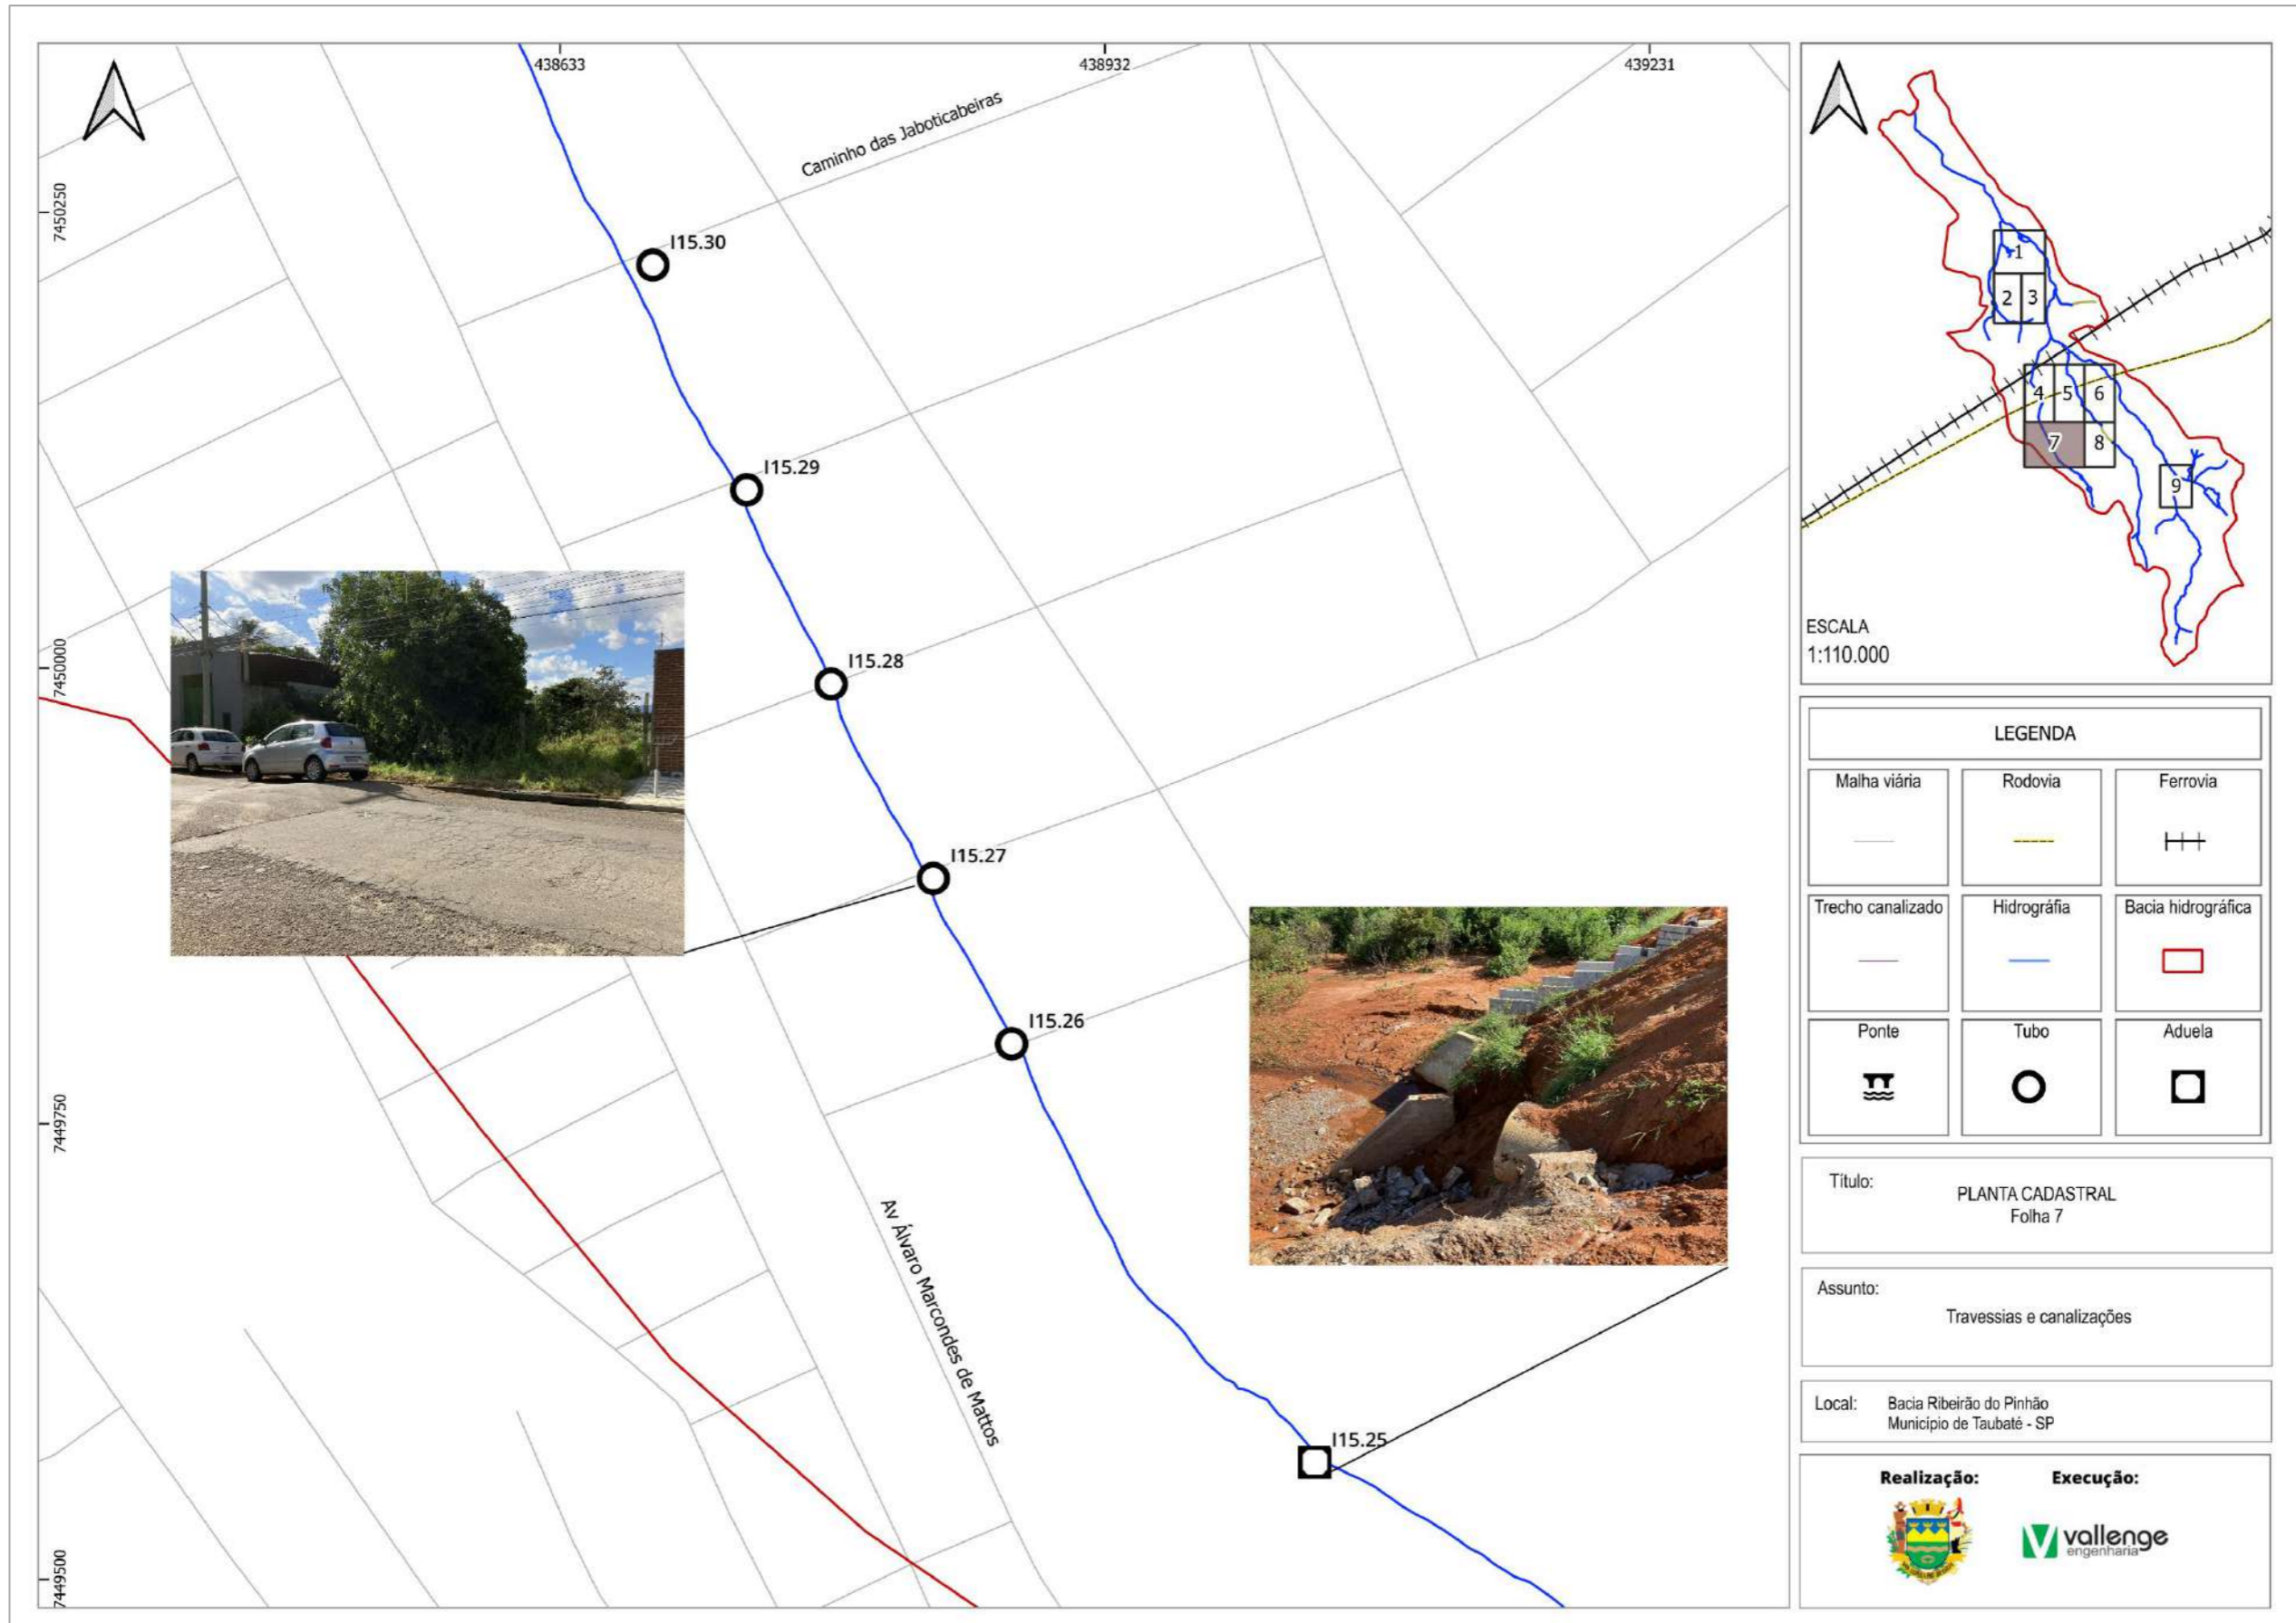 438633
438932
439231
7450250
7450000
7449750
7449500
Caminho das Jaboticabeiras
I15.30
I15.29
I15.28
I15.27
I15.26
Av Álvaro Marcondes de Mattos
I15.25
1
2
3
4
5
6
7
8
9
ESCALA
1:110.000
LEGENDA
Malha viária
Rodovia
Ferrovia
Trecho canalizado
Hidrográfia
Bacia hidrográfica
Ponte
Tubo
Aduela
Título:
PLANTA CADASTRAL
Folha 7
Assunto:
Travessias e canalizações
Local:
Bacia Ribeirão do Pinhão
Município de Taubaté - SP
Realização:
Execução:
vallenge
engenharia